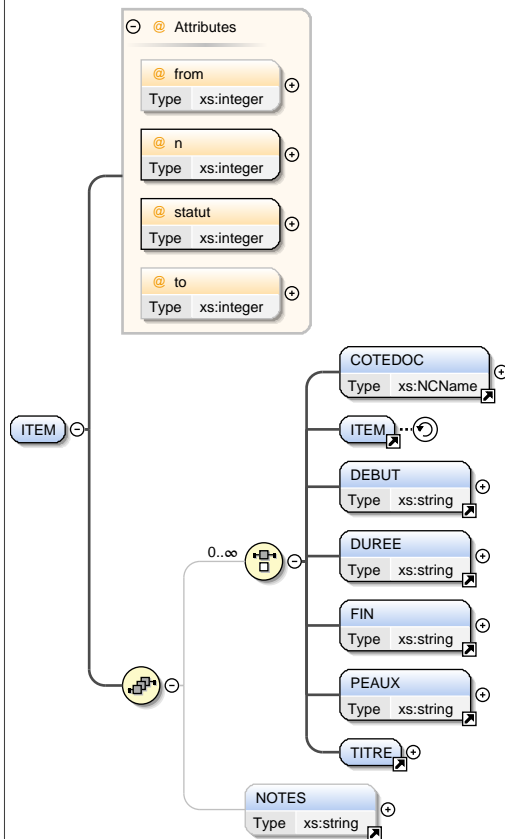 @ Attributes
@ from
Type xs:integer
@ n
Type xs:integer
@ statut
Type xs:integer
@ to
Type xs:integer
COTEDOC
Type xs:NCName
ITEM
ITEM
DEBUT
Type xs:string
DUREE
Type xs:string
0..∞
FIN
Type xs:string
PEAUX
Type xs:string
TITRE
NOTES
Type xs:string